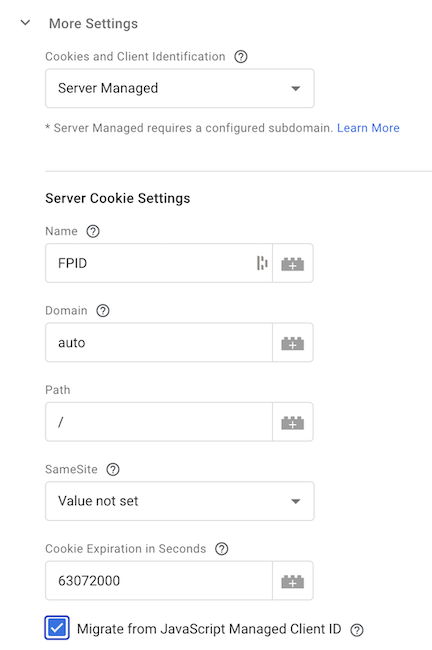 More Settings
Cookies and Client Identification
Server Managed
* Server Managed requires a configured subdomain. Learn More
Server Cookie Settings
Name
FPID
Domain
auto
Path
/
SameSite
Value not set
Cookie Expiration in Seconds
63072000
Migrate from JavaScript Managed Client ID